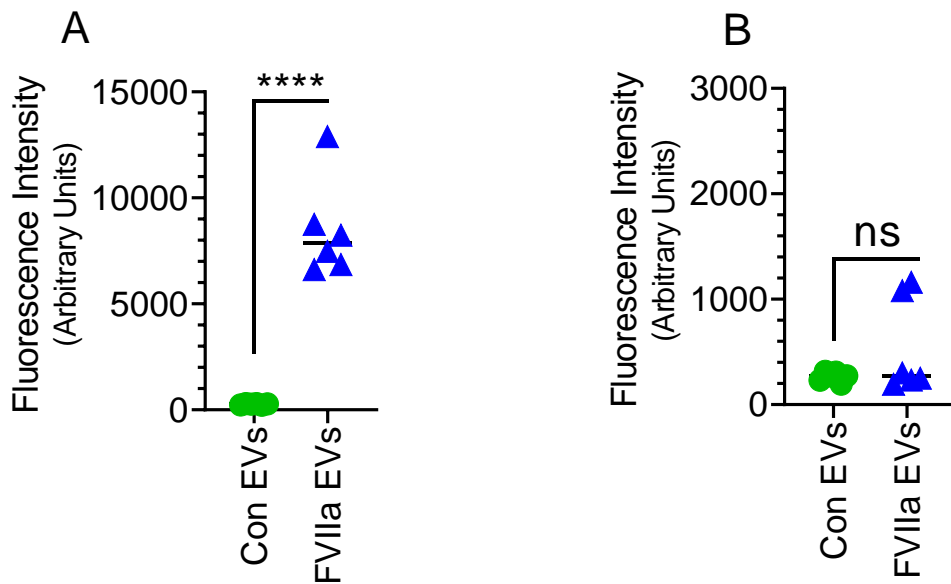 A
Fluorescence Intensity
(Arbitrary Units)
15000
10000
5000
0
****
Con EVs
FVIIa EVs
B
Fluorescence Intensity
(Arbitrary Units)
3000
2000
1000
0
ns
Con EVs
FVIIa EVs